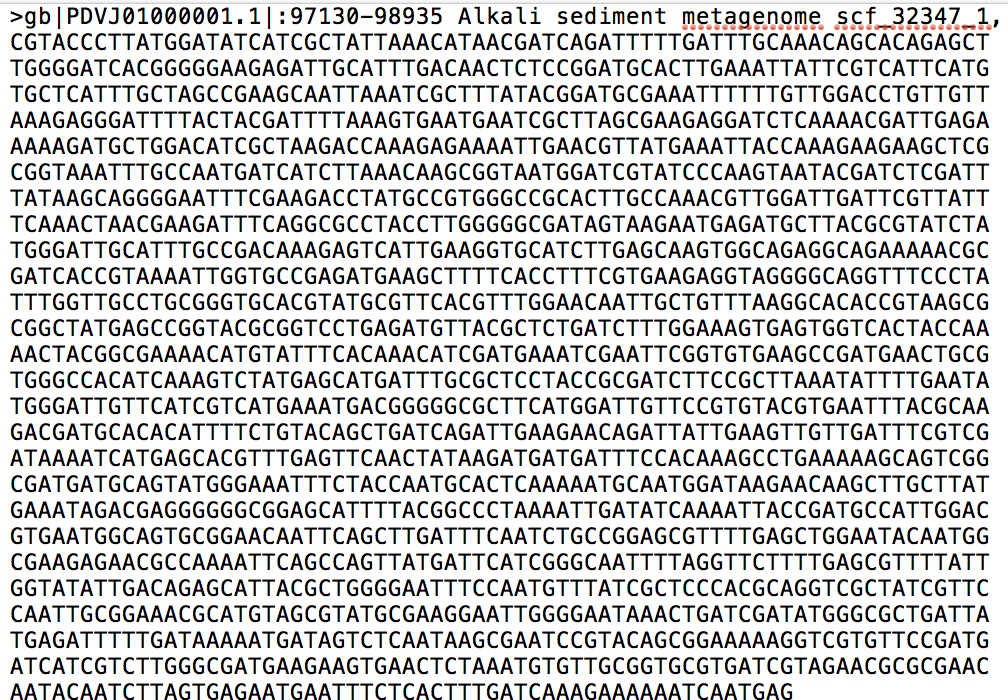 >gb|PDVJ01000001.1|:97130-98935 Alkali sediment metagenome scf_32347_1,
CGTACCCTTATGGATATCATCGCTATTAAACATAACGATCAGATTTTTGATTTGCAAACAGCACAGAGCT
TGGGGATCACGGGGGAAGAGATTGCATTTGACAACTCTCCGGATGCACTTGAAATTATTCGTCATTCATG
TGCTCATTTGCTAGCCGAAGCAATTAAATCGCTTTATACGGATGCGAAATTTTTTGTTGGACCTGTTGTT
AAAGAGGGATTTTACTACGATTTTAAAGTGAATGAATCGCTTAGCGAAGAGGATCTCAAAACGATTGAGA
AAAAGATGCTGGACATCGCTAAGACCAAAGAGAAAATTGAACGTTATGAAATTACCAAAGAAGAAGCTCG
CGGTAAATTTGCCAATGATCATCTTAAACAAGCGGTAATGGATCGTATCCCAAGTAATACGATCTCGATT
TATAAGCAGGGGAATTTCGAAGACCTATGCCGTGGGCCGCACTTGCCAAACGTTGGATTGATTCGTTATT
TCAAACTAACGAAGATTTCAGGCGCCTACCTTGGGGGCGATAGTAAGAATGAGATGCTTACGCGTATCTA
TGGGATTGCATTTGCCGACAAAGAGTCATTGAAGGTGCATCTTGAGCAAGTGGCAGAGGCAGAAAAACGC
GATCACCGTAAAATTGGTGCCGAGATGAAGCTTTTCACCTTTCGTGAAGAGGTAGGGGCAGGTTTCCCTA
TTTGGTTGCCTGCGGGTGCACGTATGCGTTCACGTTTGGAACAATTGCTGTTTAAGGCACACCGTAAGCG
CGGCTATGAGCCGGTACGCGGTCCTGAGATGTTACGCTCTGATCTTTGGAAAGTGAGTGGTCACTACCAA
AACTACGGCGAAAACATGTATTTCACAAACATCGATGAAATCGAATTCGGTGTGAAGCCGATGAACTGCG
TGGGCCACATCAAAGTCTATGAGCATGATTTGCGCTCCTACCGCGATCTTCCGCTTAAATATTTTGAATA
TGGGATTGTTCATCGTCATGAAATGACGGGGGCGCTTCATGGATTGTTCCGTGTACGTGAATTTACGCAA
GACGATGCACACATTTTCTGTACAGCTGATCAGATTGAAGAACAGATTATTGAAGTTGTTGATTTCGTCG
ATAAAATCATGAGCACGTTTGAGTTCAACTATAAGATGATGATTTCCACAAAGCCTGAAAAAGCAGTCGG
CGATGATGCAGTATGGGAAATTTCTACCAATGCACTCAAAAATGCAATGGATAAGAACAAGCTTGCTTAT
GAAATAGACGAGGGGGGCGGAGCATTTTACGGCCCTAAAATTGATATCAAAATTACCGATGCCATTGGAC
GTGAATGGCAGTGCGGAACAATTCAGCTTGATTTCAATCTGCCGGAGCGTTTTGAGCTGGAATACAATGG
CGAAGAGAACGCCAAAATTCAGCCAGTTATGATTCATCGGGCAATTTTAGGTTCTTTTGAGCGTTTTATT
GGTATATTGACAGAGCATTACGCTGGGGAATTTCCAATGTTTATCGCTCCCACGCAGGTCGCTATCGTTC
CAATTGCGGAAACGCATGTAGCGTATGCGAAGGAATTGGGGAATAAACTGATCGATATGGGCGCTGATTA
TGAGATTTTTGATAAAAATGATAGTCTCAATAAGCGAATCCGTACAGCGGAAAAAGGTCGTGTTCCGATG
ATCATCGTCTTGGGCGATGAAGAAGTGAACTCTAAATGTGTTGCGGTGCGTGATCGTAGAACGCGCGAAC
AATACAATCTTAGTGAGAATGAATTTCTCACTTTGATCAAAGAAAAAATCAATGAG